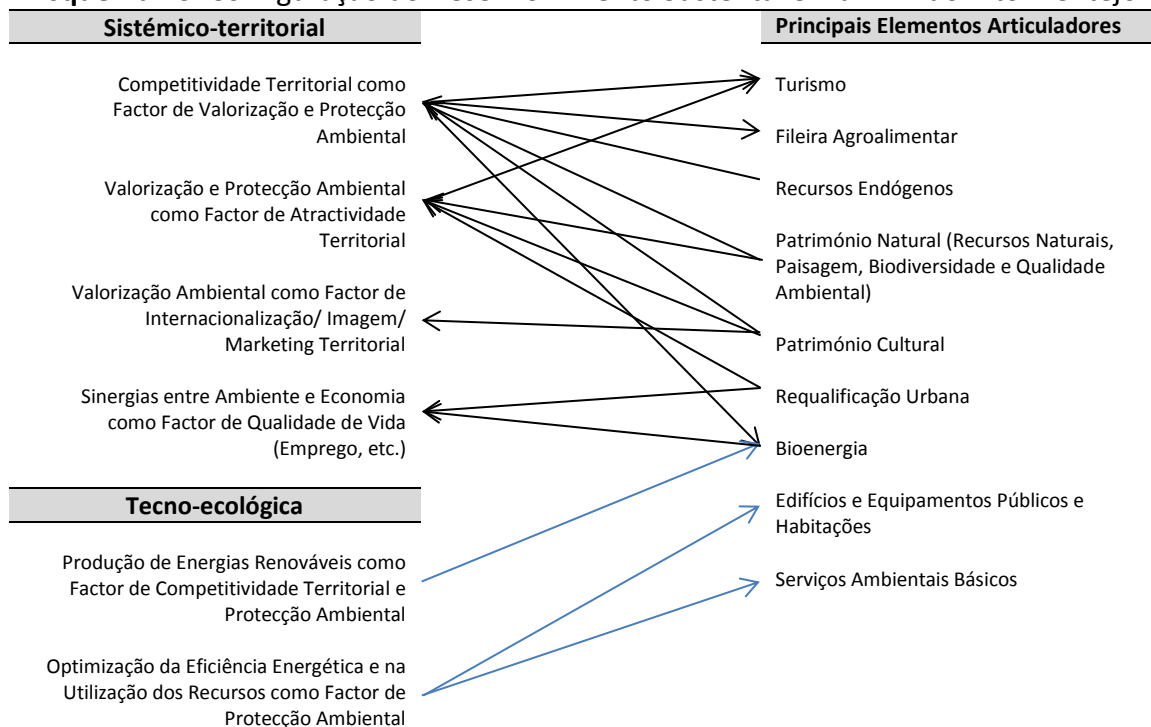 Sistémico-territorial
Competitividade Territorial como
Factor de Valorização e Protecção
Ambiental
Valorização e Protecção Ambiental
como Factor de Atractividade
Territorial
Valorização Ambiental como Factor de
Internacionalização/ Imagem/
Marketing Territorial
Sinergias entre Ambiente e Economia
como Factor de Qualidade de Vida
(Emprego, etc.)
Tecno-ecológica
Produção de Energias Renováveis como
Factor de Competitividade Territorial e
Protecção Ambiental
Optimização da Eficiência Energética e na
Utilização dos Recursos como Factor de
Protecção Ambiental
Principais Elementos Articuladores
Turismo
Fileira Agroalimentar
Recursos Endógenos
Património Natural (Recursos Naturais,
Paisagem, Biodiversidade e Qualidade
Ambiental)
Património Cultural
Requalificação Urbana
Bioenergia
Edifícios e Equipamentos Públicos e
Habitações
Serviços Ambientais Básicos